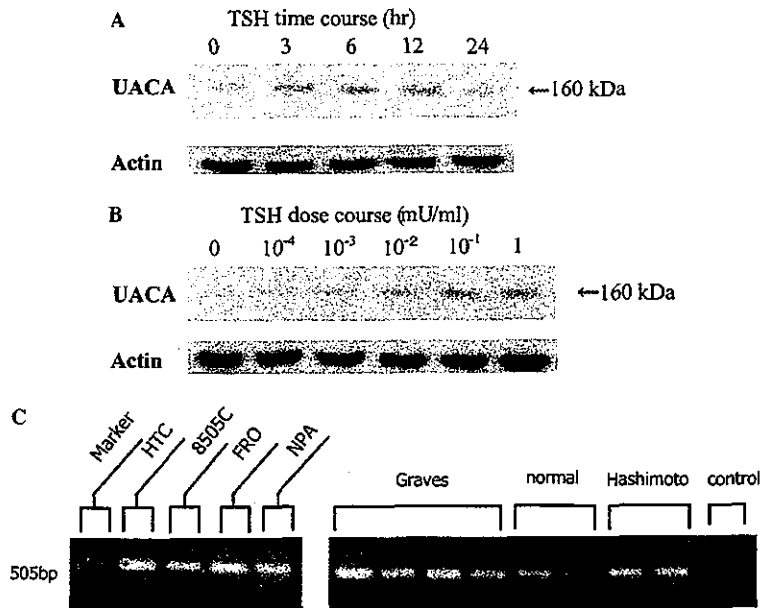 A TSH time course (hr)
0 3 6 12 24
UACA ←160 kDa
Actin
B TSH dose course (mU/ml)
0 10⁻⁴ 10⁻³ 10⁻² 10⁻¹ 1
UACA ←160 kDa
Actin
C
Marker HTC 8505C FRO NPA
Graves normal Hashimoto control
505bp